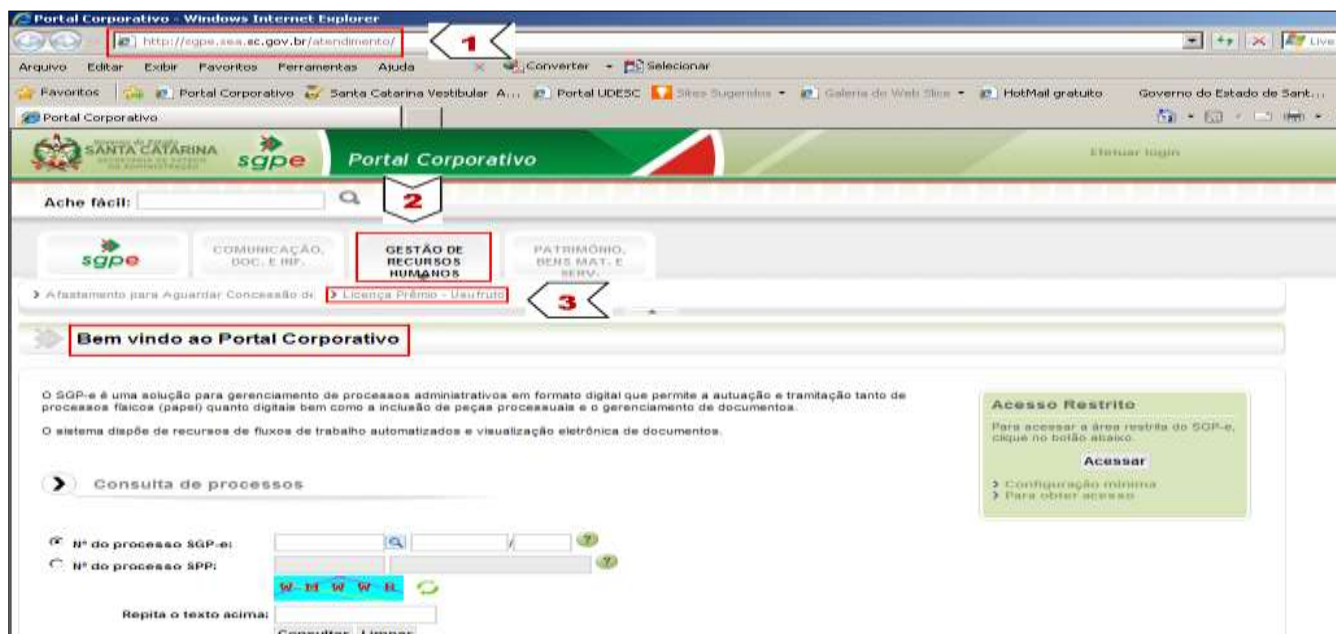 Portal Corporativo - Windows Internet Explorer
http://sgpe.sea.sc.gov.br/atendimento/
1
Live
Arquivo Editar Exibir Favoritos Ferramentas Ajuda
Converter Selecionar
Favoritos Portal Corporativo Santa Catarina Vestibular A... Portal UDESC Sites Sugeridos Galeria do Web Slice HotMail gratuito Governo do Estado de Sant...
Portal Corporativo
SANTA CATARINA
sgpe
Portal Corporativo
Efetuar login
Ache fácil:
2
sgpe
COMUNICAÇÃO, DOC. E INF.
GESTÃO DE RECURSOS HUMANOS
PATRIMÔNIO, BENS MAT. E SERV.
Afastamento para Aguardar Concessão de Licença Prêmio - Usufruto
3
Bem vindo ao Portal Corporativo
O SGP-e é uma solução para gerenciamento de processos administrativos em formato digital que permite a autuação e tramitação tanto de
processos físicos (papel) quanto digitais bem como a inclusão de peças processuais e o gerenciamento de documentos.
O sistema dispõe de recursos de fluxos de trabalho automatizados e visualização eletrônica de documentos.
Acesso Restrito
Para acessar a área restrita do SGP-e,
clique no botão abaixo.
Acessar
Configuração mínima
Para obter acesso
Consulta de processos
Nº do processo SGP-e: /
Nº do processo SPP:
Repita o texto acima:
Consultar Limpar